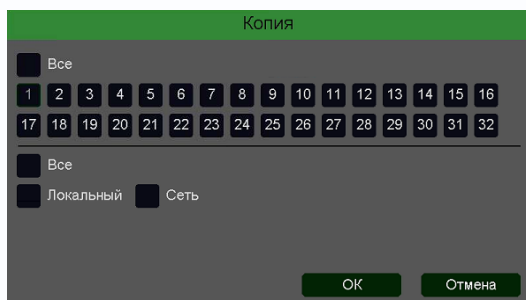 Копия
Все
1 2 3 4 5 6 7 8 9 10 11 12 13 14 15 16
17 18 19 20 21 22 23 24 25 26 27 28 29 30 31 32
Все
Локальный Сеть
ОК Отмена